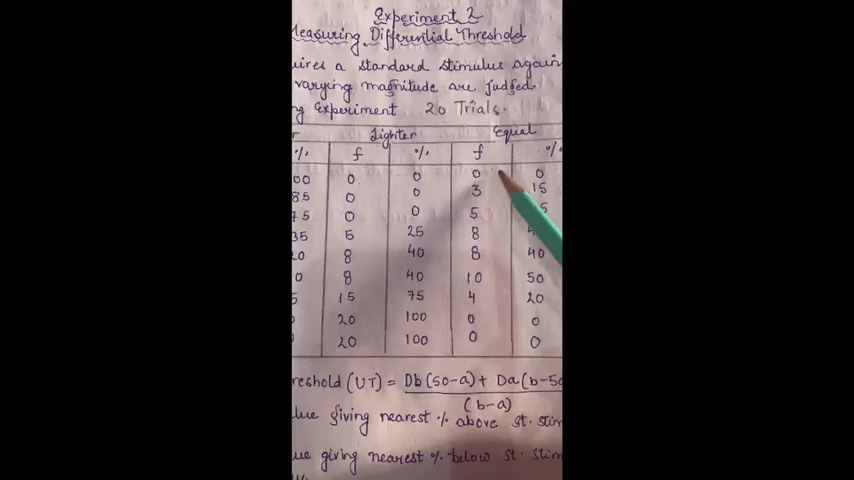 Experiment 2
Measuring Differential Threshold
uires a standard stimulus again
varying magnitude are judged.
ng Experiment 20 Trials.
r Lighter Equal
% f % f %
00 0 0 0 0
85 0 0 3 15
75 0 0 5 5
35 5 25 8
20 8 40 8 40
0 8 40 10 50
5 15 75 4 20
20 100 0 0
20 100 0 0
reshold (UT) = Db(50-a) + Da(b-50
(b-a)
lue giving nearest % above st. stim
ue giving nearest % below st. stim